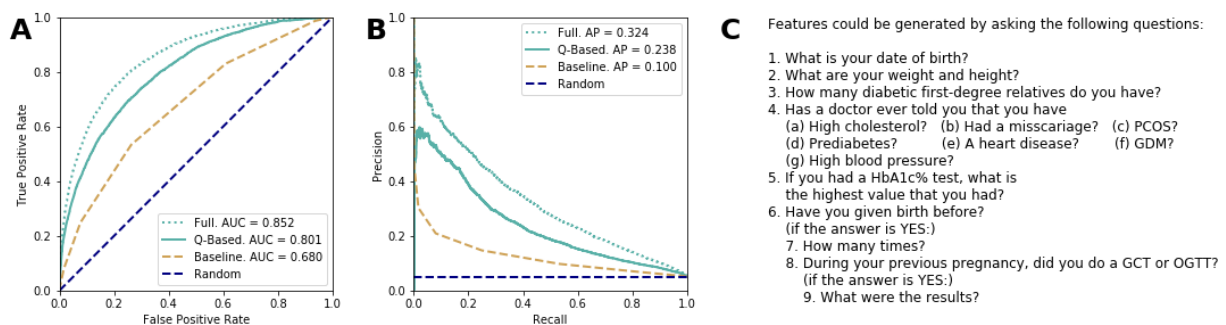 A
True Positive Rate
1.0
0.8
0.6
0.4
0.2
0.0
Full. AUC = 0.852
Q-Based. AUC = 0.801
Baseline. AUC = 0.680
Random
0.0 0.2 0.4 0.6 0.8 1.0
False Positive Rate
B
Precision
1.0
0.8
0.6
0.4
0.2
0.0
Full. AP = 0.324
Q-Based. AP = 0.238
Baseline. AP = 0.100
Random
0.0 0.2 0.4 0.6 0.8 1.0
Recall
C
Features could be generated by asking the following questions:
1. What is your date of birth?
2. What are your weight and height?
3. How many diabetic first-degree relatives do you have?
4. Has a doctor ever told you that you have
(a) High cholesterol? (b) Had a misscariage? (c) PCOS?
(d) Prediabetes? (e) A heart disease? (f) GDM?
(g) High blood pressure?
5. If you had a HbA1c% test, what is
the highest value that you had?
6. Have you given birth before?
(if the answer is YES:)
7. How many times?
8. During your previous pregnancy, did you do a GCT or OGTT?
(if the answer is YES:)
9. What were the results?